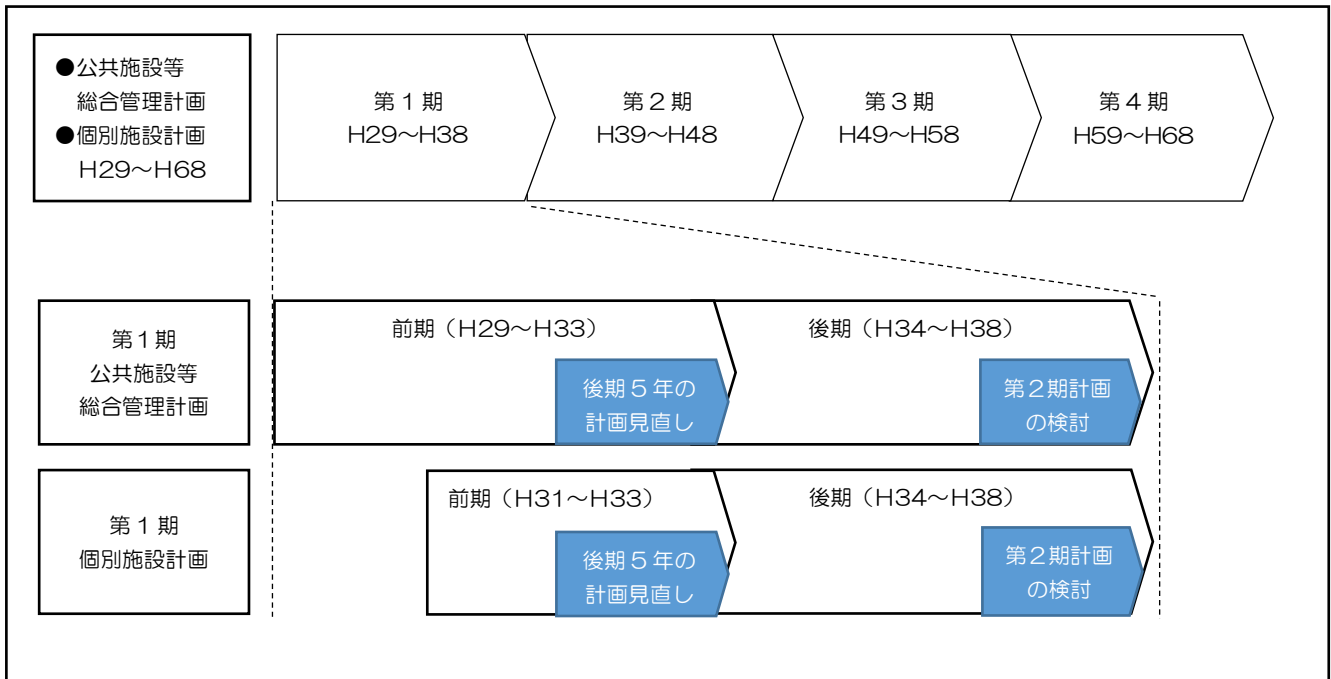 ●公共施設等
総合管理計画
●個別施設計画
H29～H68
第1期
H29～H38
第2期
H39～H48
第3期
H49～H58
第4期
H59～H68
第1期
公共施設等
総合管理計画
前期（H29～H33）
後期5年の
計画見直し
後期（H34～H38）
第2期計画
の検討
第1期
個別施設計画
前期（H31～H33）
後期5年の
計画見直し
後期（H34～H38）
第2期計画
の検討